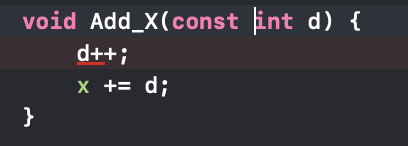 void Add_X(const int d) {
    d++;
    x += d;
}